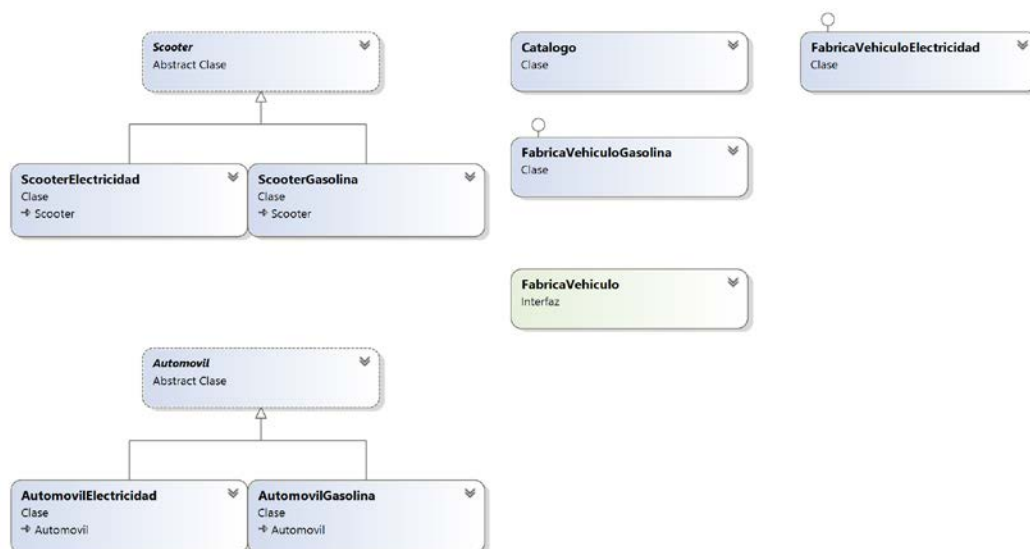 Scooter
Abstract Clase
Catalogo
Clase
FabricaVehiculoElectricidad
Clase
FabricaVehiculoGasolina
Clase
ScooterElectricidad
Clase
Scooter
ScooterGasolina
Clase
Scooter
FabricaVehiculo
Interfaz
Automovil
Abstract Clase
AutomovilElectricidad
Clase
Automovil
AutomovilGasolina
Clase
Automovil